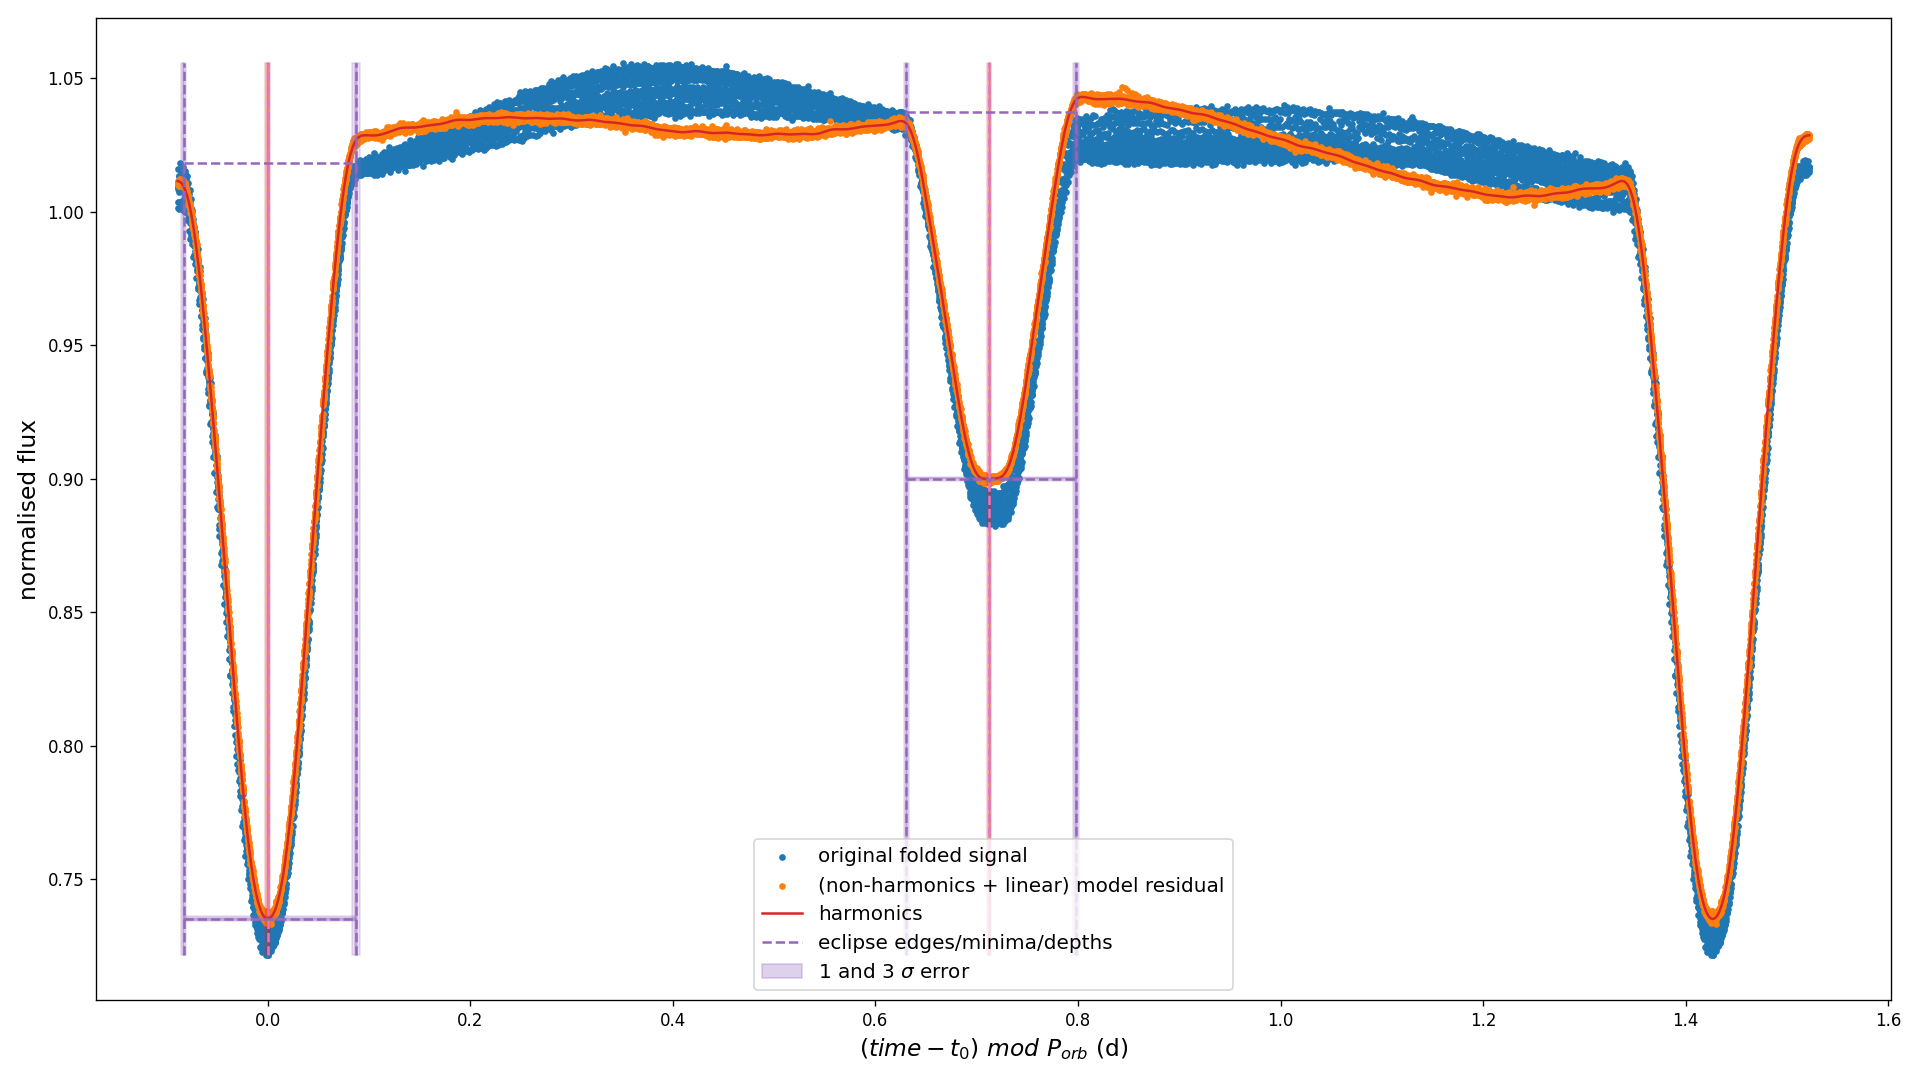 normalised flux
1.05
1.00
0.95
0.90
0.85
0.80
0.75
original folded signal
(non-harmonics + linear) model residual
harmonics
eclipse edges/minima/depths
1 and 3 σ error
0.0 0.2 0.4 0.6 0.8 1.0 1.2 1.4 1.6
(time − t₀) mod Pₒᵣb (d)